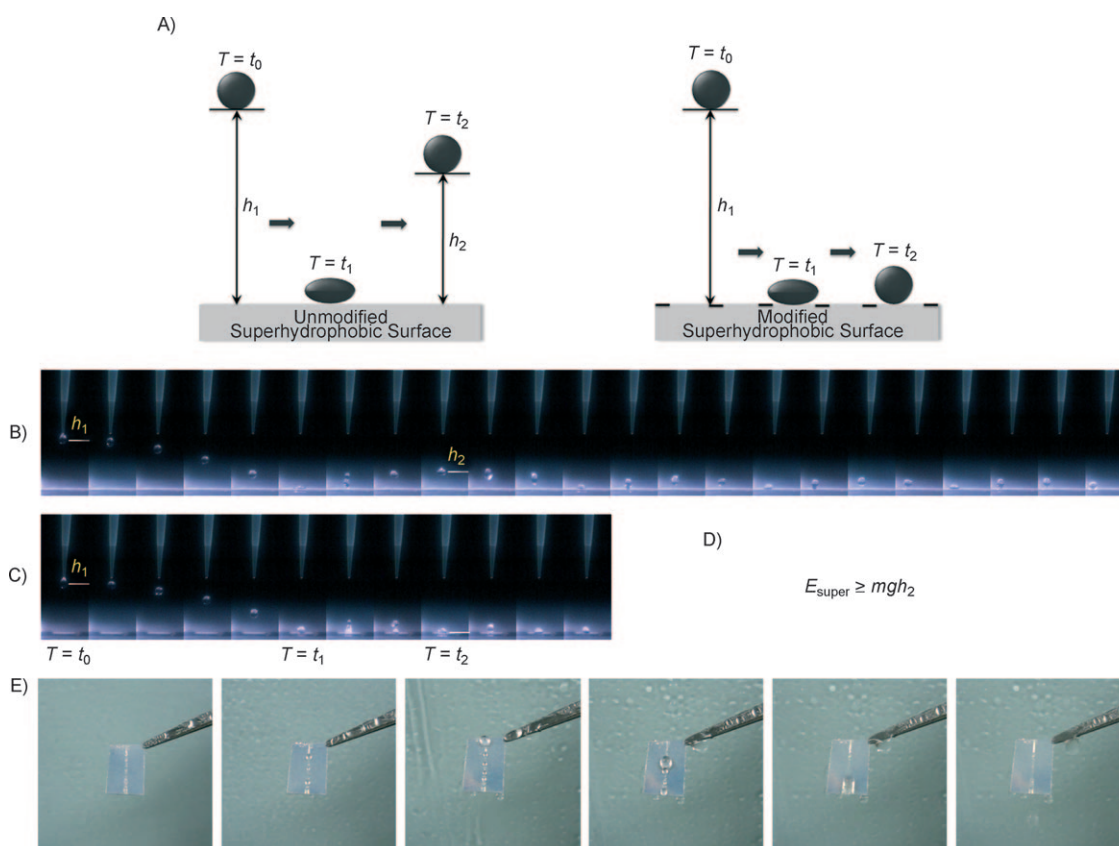 A)
T = t₀
T = t₂
h₁
h₂
T = t₁
Unmodified
Superhydrophobic Surface
T = t₀
h₁
T = t₁
T = t₂
Modified
Superhydrophobic Surface
B)
h₁
h₂
C)
h₁
T = t₀
T = t₁
T = t₂
D)
E_super ≥ mgh₂
E)